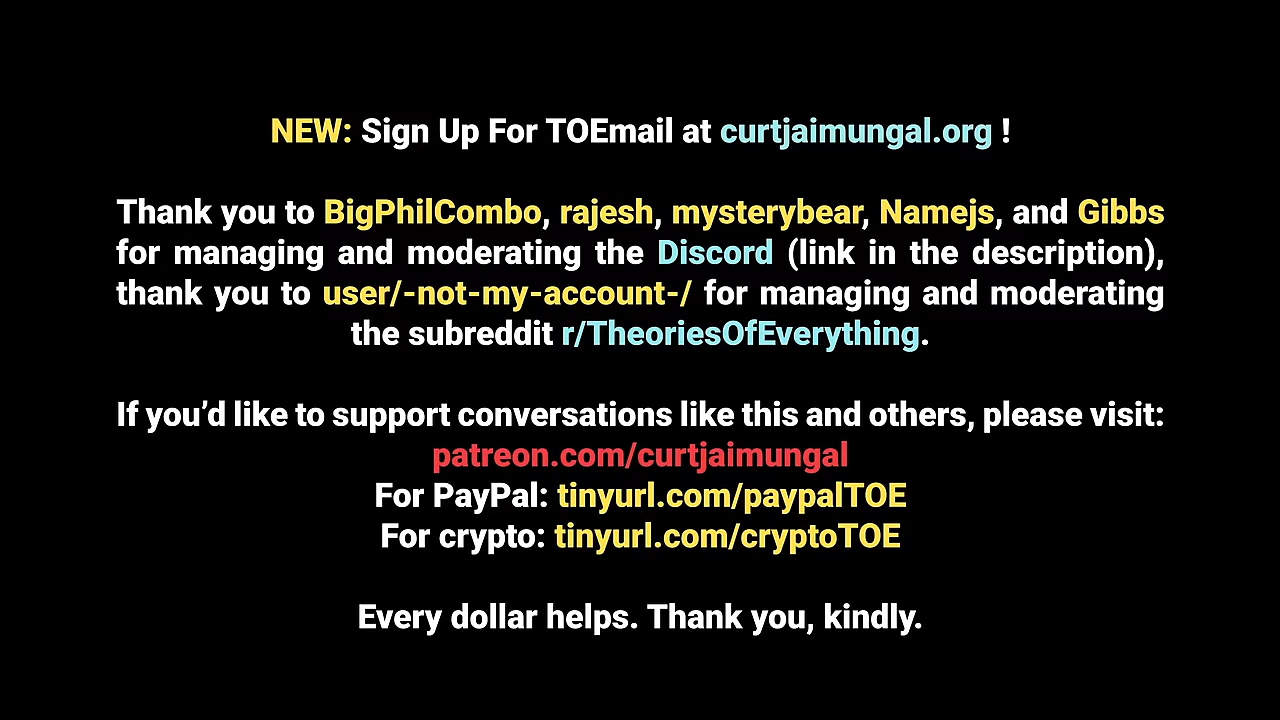 NEW: Sign Up For TOEmail at curtjaimungal.org !
Thank you to BigPhilCombo, rajesh, mysterybear, Namejs, and Gibbs
for managing and moderating the Discord (link in the description),
thank you to user/-not-my-account-/ for managing and moderating
the subreddit r/TheoriesOfEverything.
If you’d like to support conversations like this and others, please visit:
patreon.com/curtjaimungal
For PayPal: tinyurl.com/paypalTOE
For crypto: tinyurl.com/cryptoTOE
Every dollar helps. Thank you, kindly.